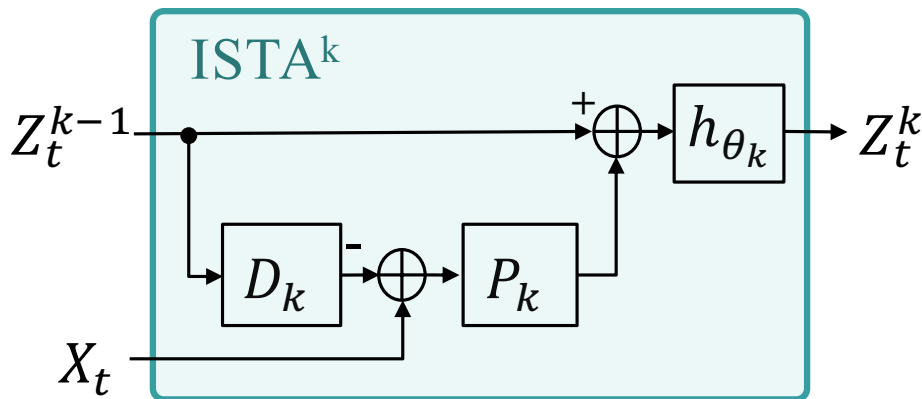 ISTAᵏ
Z_t^{k-1}
+
h_{θ_k}
Z_t^k
D_k
-
P_k
X_t